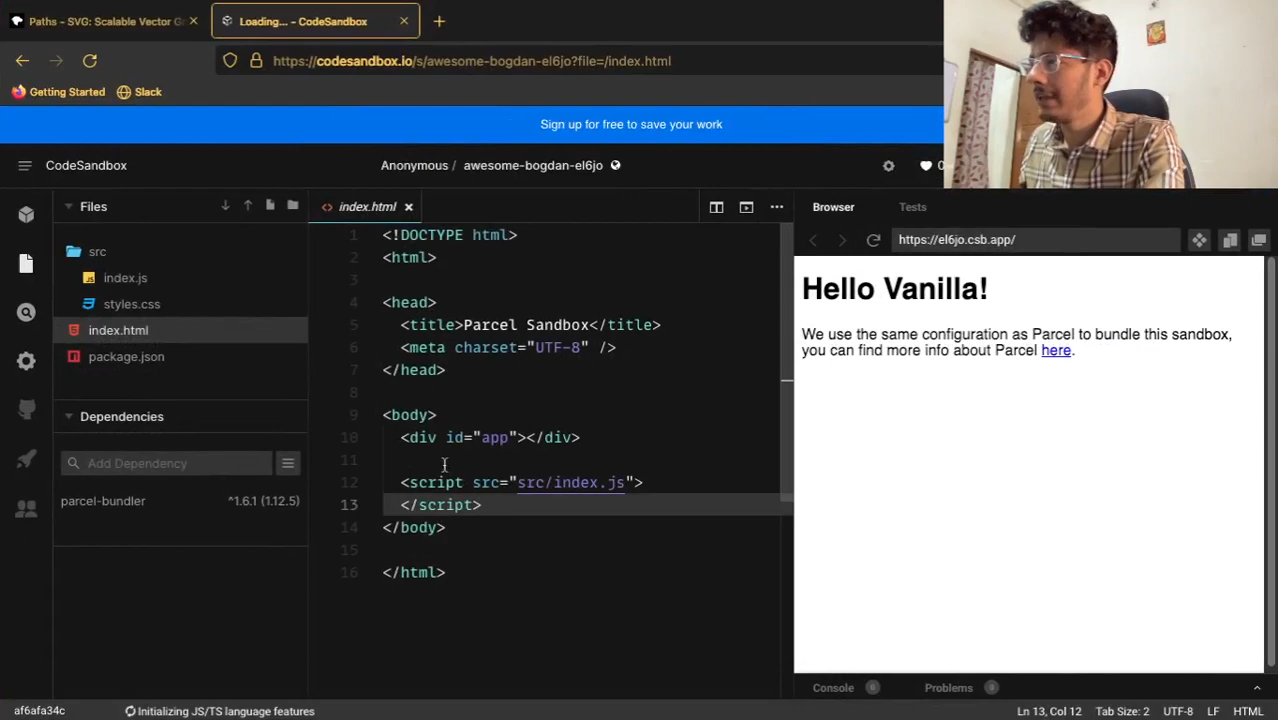 Paths - SVG: Scalable Vector G
Loading... - CodeSandbox
https://codesandbox.io/s/awesome-bogdan-el6jo?file=/index.html
Getting Started
Slack
Sign up for free to save your work
CodeSandbox
Anonymous / awesome-bogdan-el6jo
0
Files
src
index.js
styles.css
index.html
package.json
Dependencies
Add Dependency
parcel-bundler ^1.6.1 (1.12.5)
index.html
1 <!DOCTYPE html>
2 <html>
3
4 <head>
5 <title>Parcel Sandbox</title>
6 <meta charset="UTF-8" />
7 </head>
8
9 <body>
10 <div id="app"></div>
11
12 <script src="src/index.js">
13 </script>
14 </body>
15
16 </html>
Browser Tests
https://el6jo.csb.app/
Hello Vanilla!
We use the same configuration as Parcel to bundle this sandbox,
you can find more info about Parcel here.
Console 0 Problems 0
af6afa34c
Initializing JS/TS language features
Ln 13, Col 12 Tab Size: 2 UTF-8 LF HTML